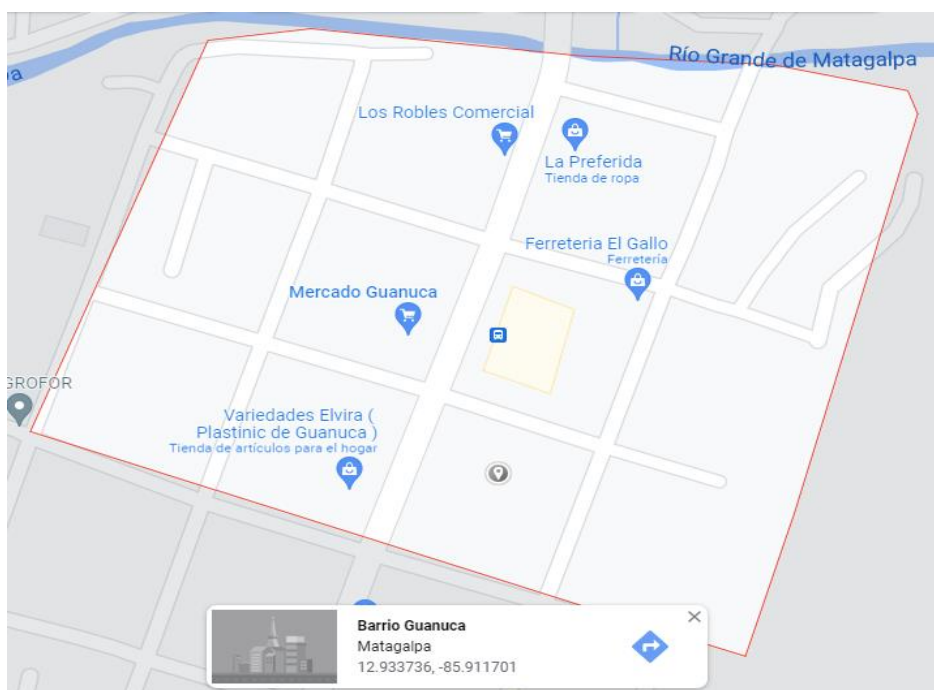 Río Grande de Matagalpa
pa
Los Robles Comercial
La Preferida
Tienda de ropa
Ferreteria El Gallo
Ferretería
Mercado Guanuca
GROFOR
Variedades Elvira (
Plastinic de Guanuca )
Tienda de artículos para el hogar
Barrio Guanuca
Matagalpa
12.933736, -85.911701